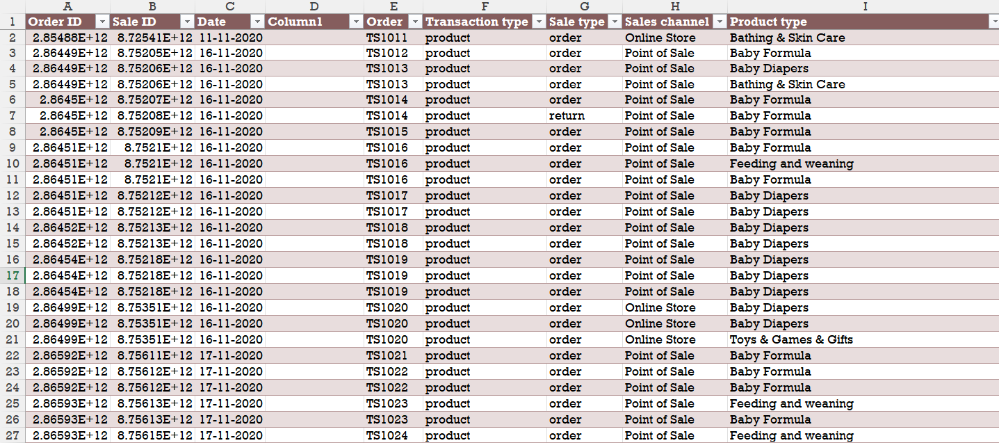 A B C D E F G H I
1 Order ID Sale ID Date Column1 Order Transaction type Sale type Sales channel Product type
2 2.85488E+12 8.72541E+12 11-11-2020 TS1011 product order Online Store Bathing & Skin Care
3 2.86449E+12 8.75205E+12 16-11-2020 TS1012 product order Point of Sale Baby Formula
4 2.86449E+12 8.75206E+12 16-11-2020 TS1013 product order Point of Sale Baby Diapers
5 2.86449E+12 8.75206E+12 16-11-2020 TS1013 product order Point of Sale Bathing & Skin Care
6 2.8645E+12 8.75207E+12 16-11-2020 TS1014 product order Point of Sale Baby Formula
7 2.8645E+12 8.75208E+12 16-11-2020 TS1014 product return Point of Sale Baby Formula
8 2.8645E+12 8.75209E+12 16-11-2020 TS1015 product order Point of Sale Baby Formula
9 2.86451E+12 8.7521E+12 16-11-2020 TS1016 product order Point of Sale Baby Formula
10 2.86451E+12 8.7521E+12 16-11-2020 TS1016 product order Point of Sale Feeding and weaning
11 2.86451E+12 8.7521E+12 16-11-2020 TS1016 product order Point of Sale Baby Formula
12 2.86451E+12 8.75212E+12 16-11-2020 TS1017 product order Point of Sale Baby Diapers
13 2.86451E+12 8.75212E+12 16-11-2020 TS1017 product order Point of Sale Baby Diapers
14 2.86452E+12 8.75213E+12 16-11-2020 TS1018 product order Point of Sale Baby Diapers
15 2.86452E+12 8.75213E+12 16-11-2020 TS1018 product order Point of Sale Baby Diapers
16 2.86454E+12 8.75218E+12 16-11-2020 TS1019 product order Point of Sale Baby Diapers
17 2.86454E+12 8.75218E+12 16-11-2020 TS1019 product order Point of Sale Baby Diapers
18 2.86454E+12 8.75218E+12 16-11-2020 TS1019 product order Point of Sale Baby Diapers
19 2.86499E+12 8.75351E+12 16-11-2020 TS1020 product order Online Store Baby Diapers
20 2.86499E+12 8.75351E+12 16-11-2020 TS1020 product order Online Store Baby Diapers
21 2.86499E+12 8.75351E+12 16-11-2020 TS1020 product order Online Store Toys & Games & Gifts
22 2.86592E+12 8.75611E+12 17-11-2020 TS1021 product order Point of Sale Baby Formula
23 2.86592E+12 8.75612E+12 17-11-2020 TS1022 product order Point of Sale Baby Formula
24 2.86592E+12 8.75612E+12 17-11-2020 TS1022 product order Point of Sale Baby Formula
25 2.86593E+12 8.75613E+12 17-11-2020 TS1023 product order Point of Sale Feeding and weaning
26 2.86593E+12 8.75613E+12 17-11-2020 TS1023 product order Point of Sale Baby Formula
27 2.86593E+12 8.75615E+12 17-11-2020 TS1024 product order Point of Sale Feeding and weaning